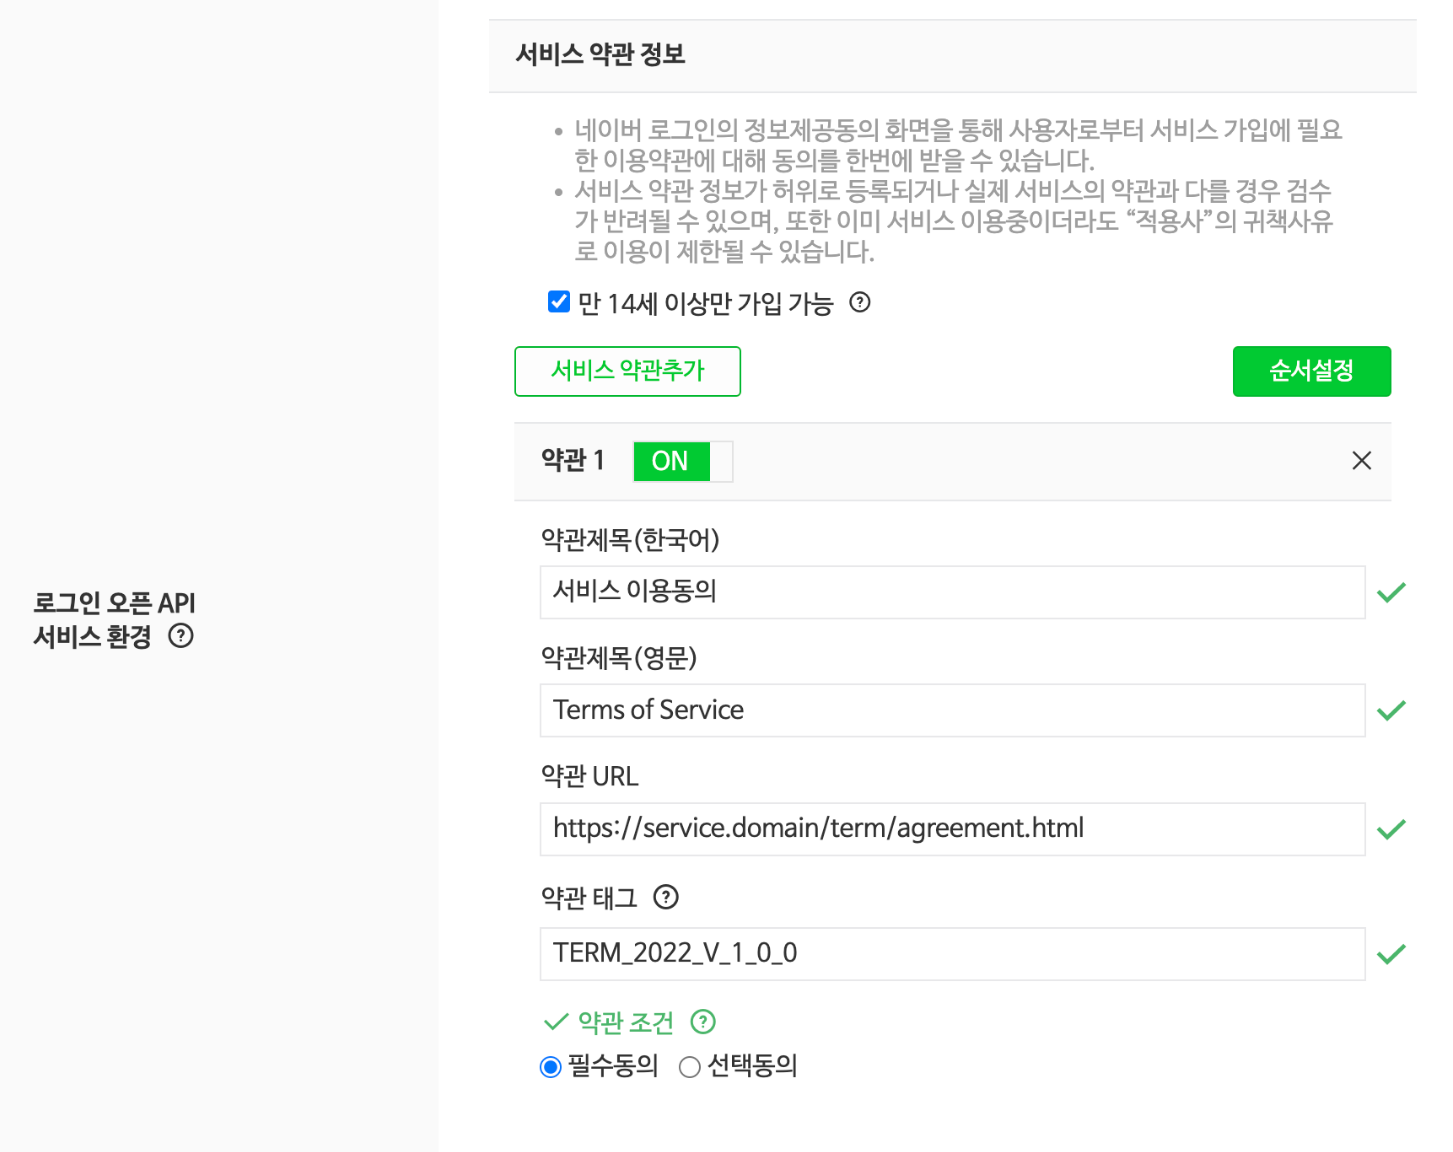 서비스 약관 정보
네이버 로그인의 정보제공동의 화면을 통해 사용자로부터 서비스 가입에 필요
한 이용약관에 대해 동의를 한번에 받을 수 있습니다.
서비스 약관 정보가 허위로 등록되거나 실제 서비스의 약관과 다를 경우 검수
가 반려될 수 있으며, 또한 이미 서비스 이용중이더라도 “적용사”의 귀책사유
로 이용이 제한될 수 있습니다.
만 14세 이상만 가입 가능 ?
서비스 약관추가
순서설정
약관 1 ON
약관제목(한국어)
서비스 이용동의
약관제목(영문)
Terms of Service
약관 URL
https://service.domain/term/agreement.html
약관 태그 ?
TERM_2022_V_1_0_0
약관 조건 ?
필수동의 선택동의
로그인 오픈 API
서비스 환경 ?